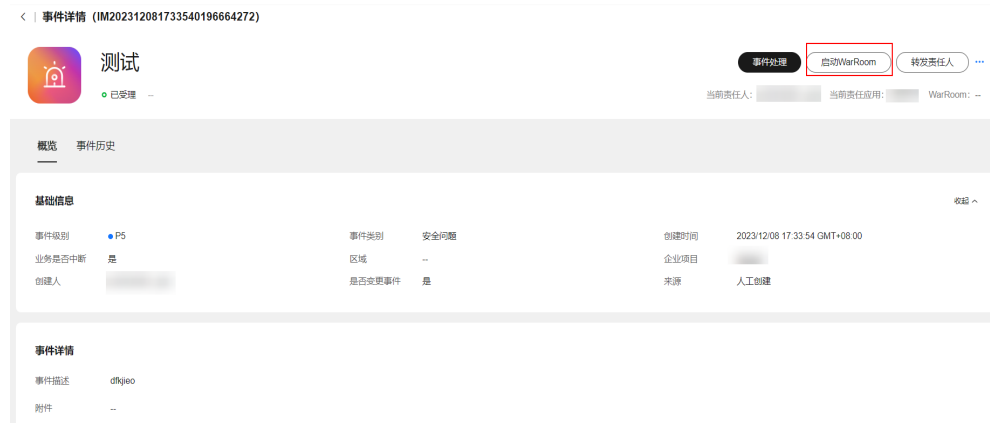 事件详情（IM202312081733540196664272）
测试
事件处理 启动WarRoom 转发责任人
已受理 --
当前责任人： 当前责任应用： WarRoom： --
概览 事件历史
基础信息 收起
事件级别 P5 事件类别 安全问题 创建时间 2023/12/08 17:33:54 GMT+08:00
业务是否中断 是 区域 -- 企业项目
创建人 是否变更事件 是 来源 人工创建
事件详情
事件描述 dfkjieo
附件 --